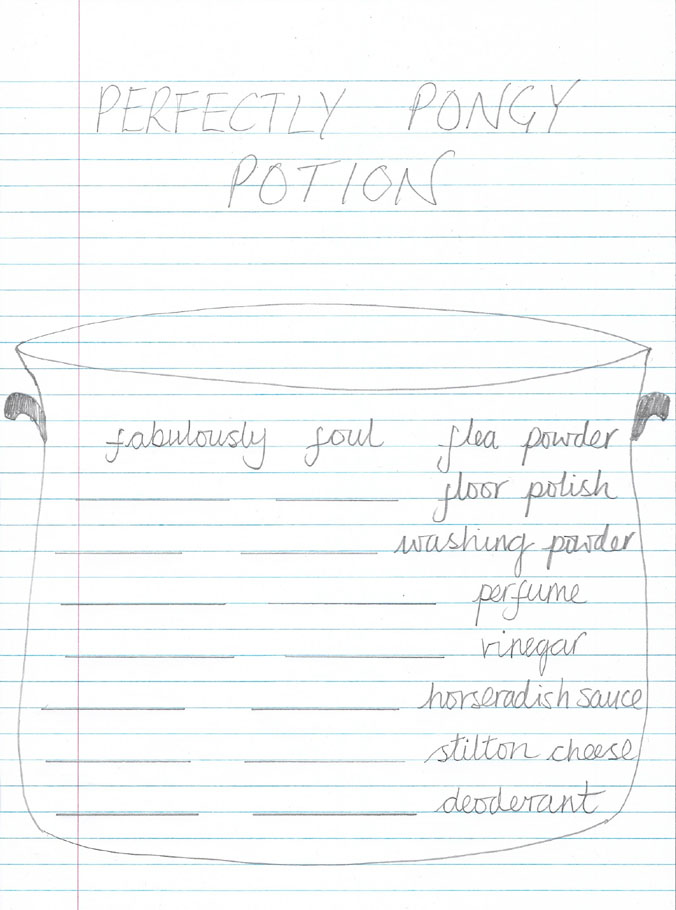 PERFECTLY PONGY
POTION
fabulously foul flea powder
floor polish
washing powder
perfume
vinegar
horseradish sauce
stilton cheese
deoderant